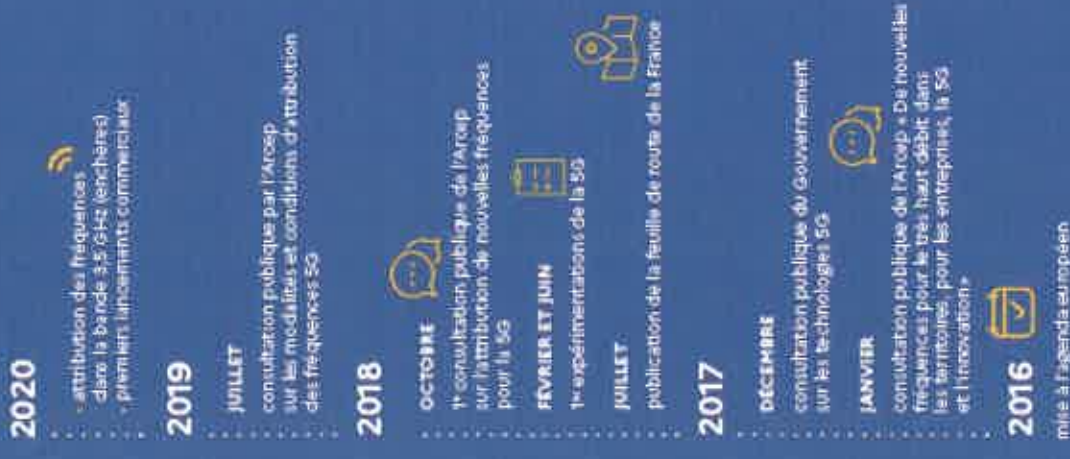 2020
- attribution des fréquences
dans la bande 3,5 GHz (enchères)
- premiers lancements commerciaux
2019
JUILLET
consultation publique par l'Arcep
sur les modalités et conditions d'attribution
des fréquences 5G
2018
OCTOBRE
1re consultation publique de l'Arcep
sur l'attribution de nouvelles fréquences
pour la 5G
FÉVRIER ET JUIN
1res expérimentations de la 5G
JUILLET
publication de la feuille de route de la France
2017
DÉCEMBRE
consultation publique du Gouvernement
sur les technologies 5G
JANVIER
consultation publique de l'Arcep « De nouvelles
fréquences pour le très haut débit dans
les territoires, pour les entreprises, la 5G
et l'innovation »
2016
mise à l'agenda européen